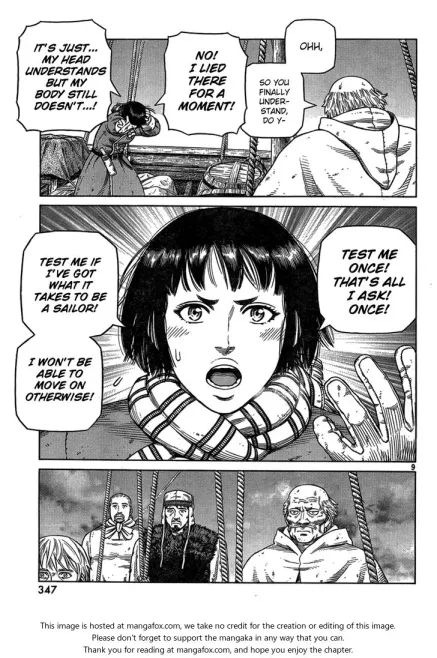 OHH,
SO YOU
FINALLY
UNDER-
STAND,
DO Y-
NO!
I LIED
THERE
FOR A
MOMENT!
IT'S JUST...
MY HEAD
UNDERSTANDS
BUT MY
BODY STILL
DOESN'T...!
TEST ME
ONCE!
THAT'S ALL
I ASK!
ONCE!
TEST ME IF
I'VE GOT
WHAT IT
TAKES TO BE
A SAILOR!
I WON'T BE
ABLE TO
MOVE ON
OTHERWISE!
9
347
This image is hosted at mangafox.com, we take no credit for the creation or editing of this image.
Please don't forget to support the mangaka in any way that you can.
Thank you for reading at mangafox.com, and hope you enjoy the chapter.